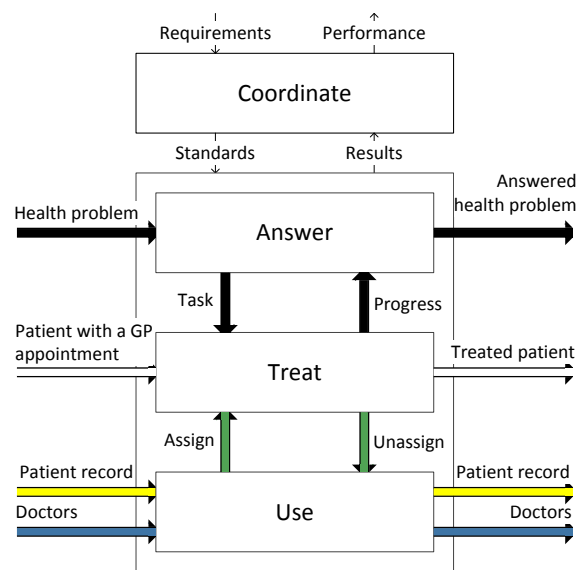 Requirements
Performance
Coordinate
Standards
Results
Health problem
Answered
health problem
Answer
Task
Progress
Patient with a GP
appointment
Treated patient
Treat
Assign
Unassign
Patient record
Patient record
Use
Doctors
Doctors